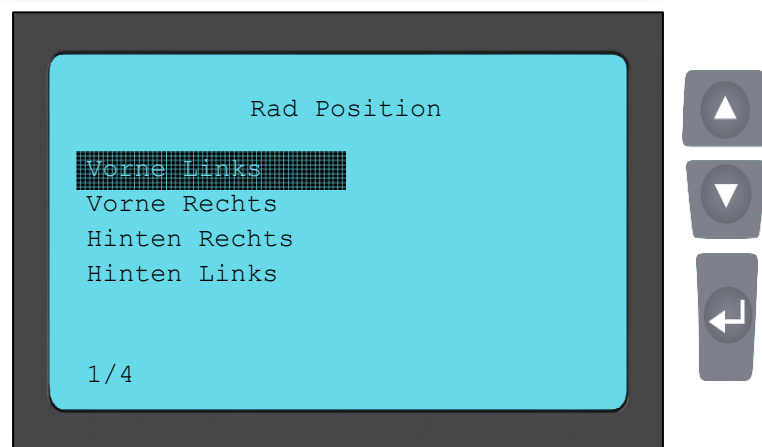 Rad Position
Vorne Links
Vorne Rechts
Hinten Rechts
Hinten Links
1/4